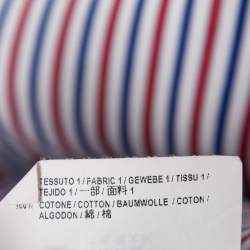 TESSUTO 1 / FABRIC 1 / GEWEBE 1 / TISSU 1 /
TEJIDO 1 / 一部 / 面料 1
COTONE / COTTON / BAUMWOLLE / COTON /
ALGODON / 綿 / 棉